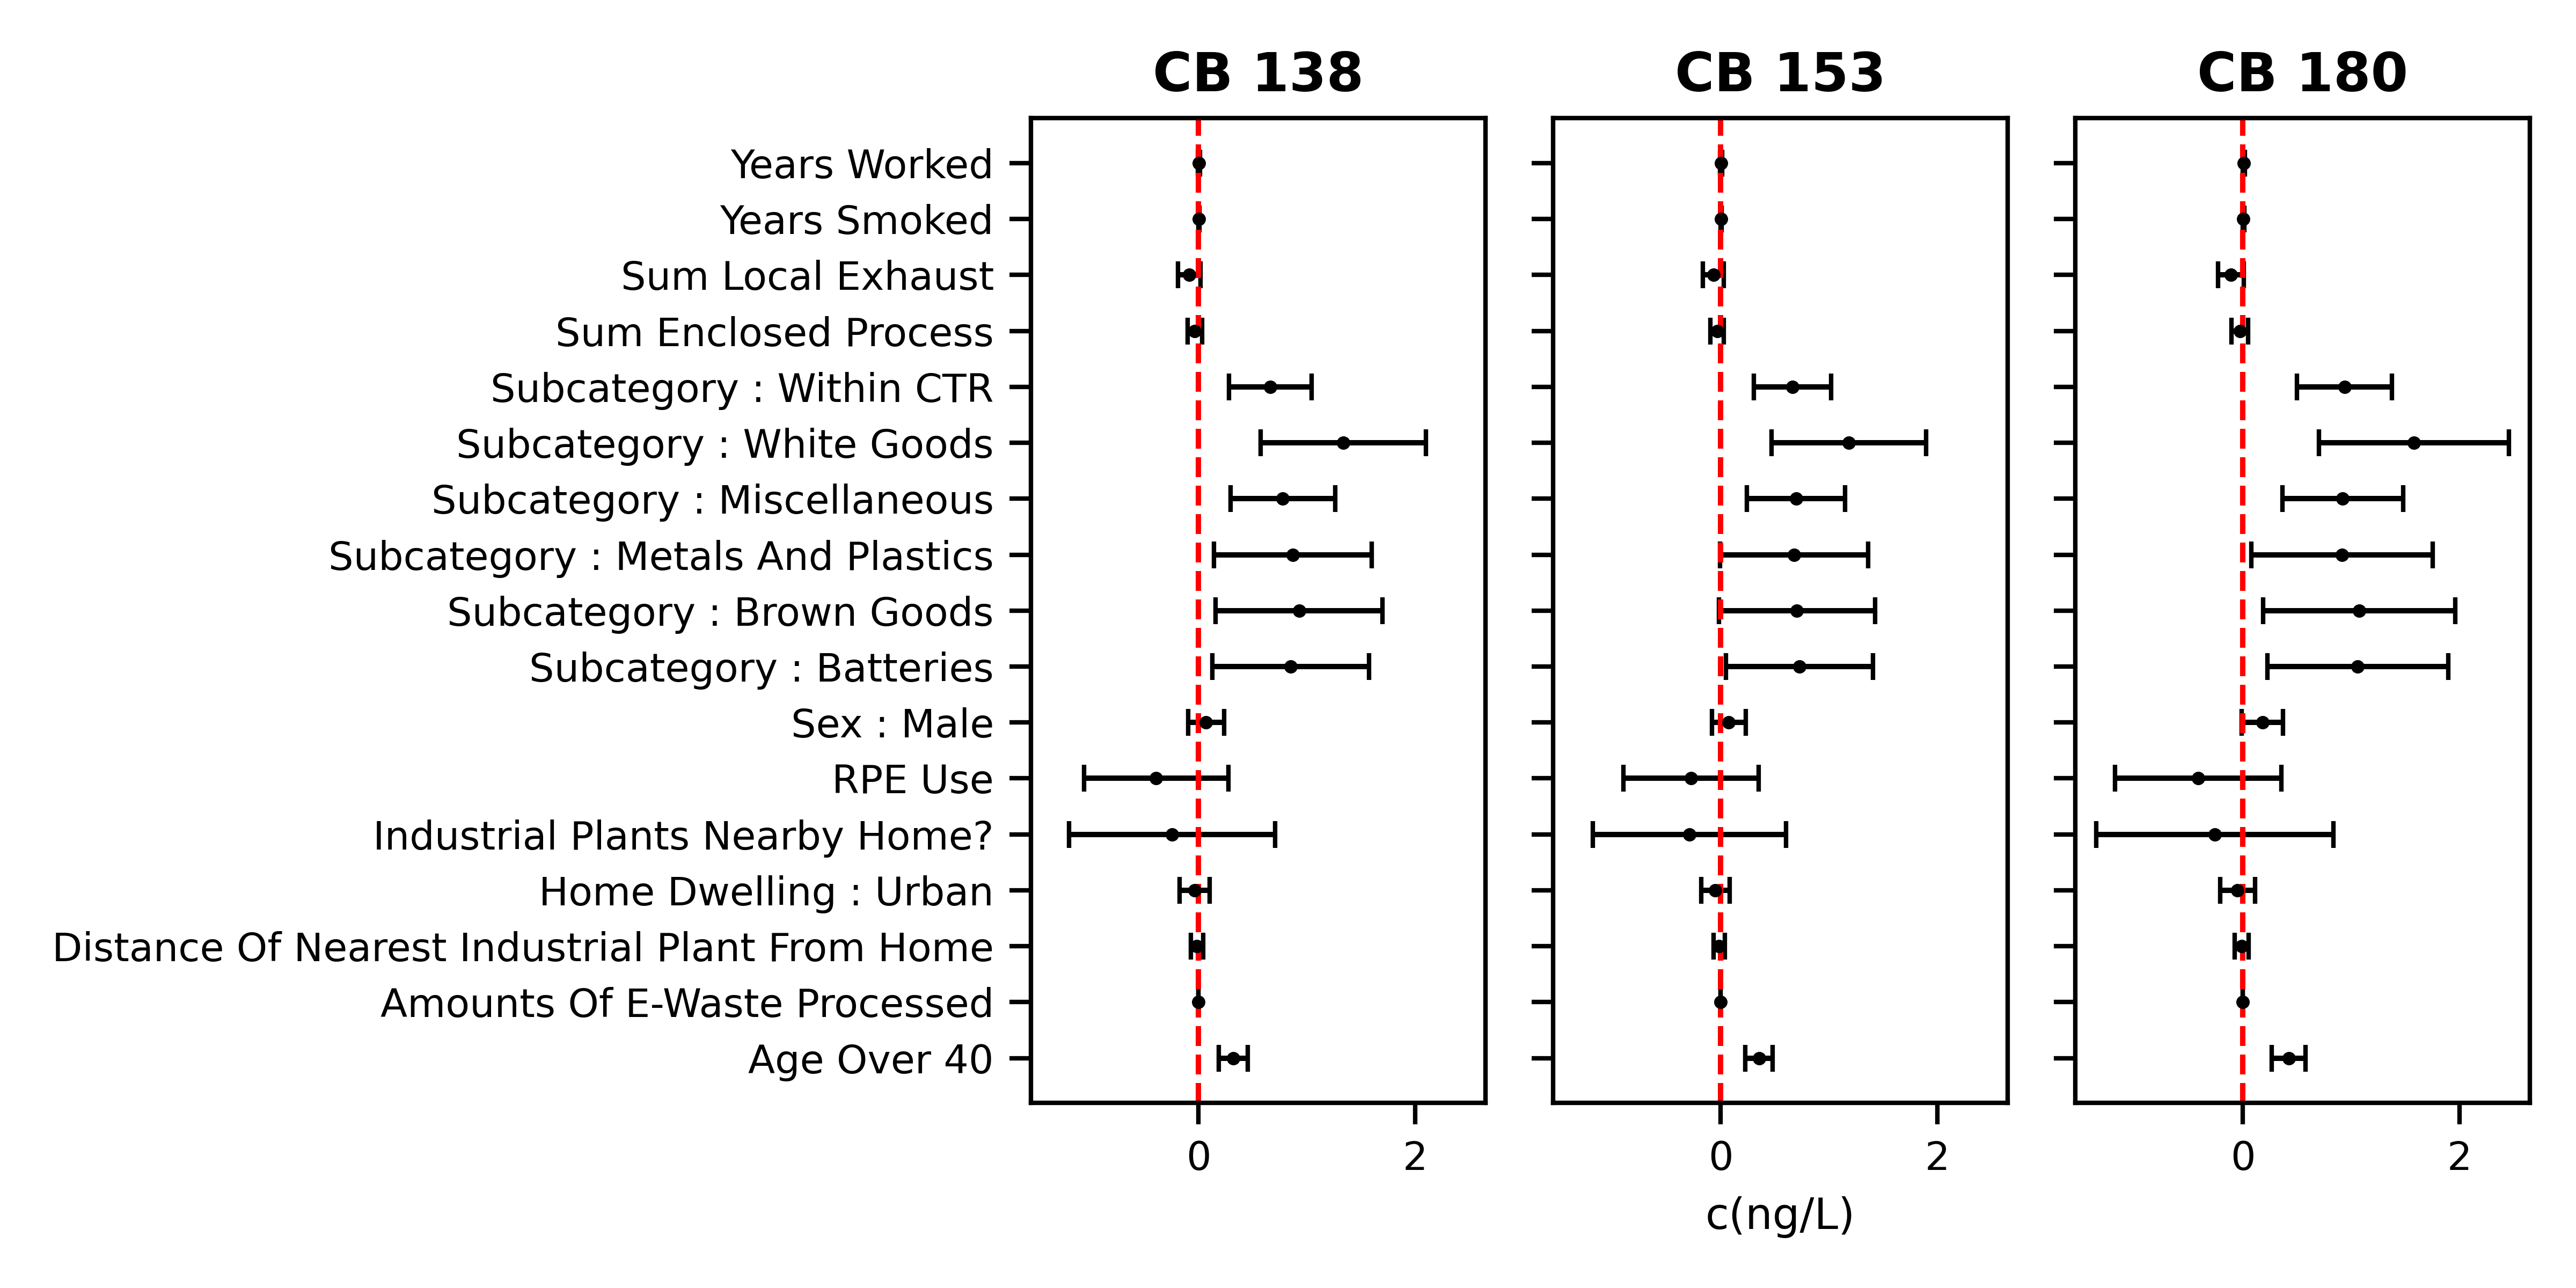 CB 138 CB 153 CB 180
Years Worked
Years Smoked
Sum Local Exhaust
Sum Enclosed Process
Subcategory : Within CTR
Subcategory : White Goods
Subcategory : Miscellaneous
Subcategory : Metals And Plastics
Subcategory : Brown Goods
Subcategory : Batteries
Sex : Male
RPE Use
Industrial Plants Nearby Home?
Home Dwelling : Urban
Distance Of Nearest Industrial Plant From Home
Amounts Of E-Waste Processed
Age Over 40
0 2 0 2 0 2
c(ng/L)